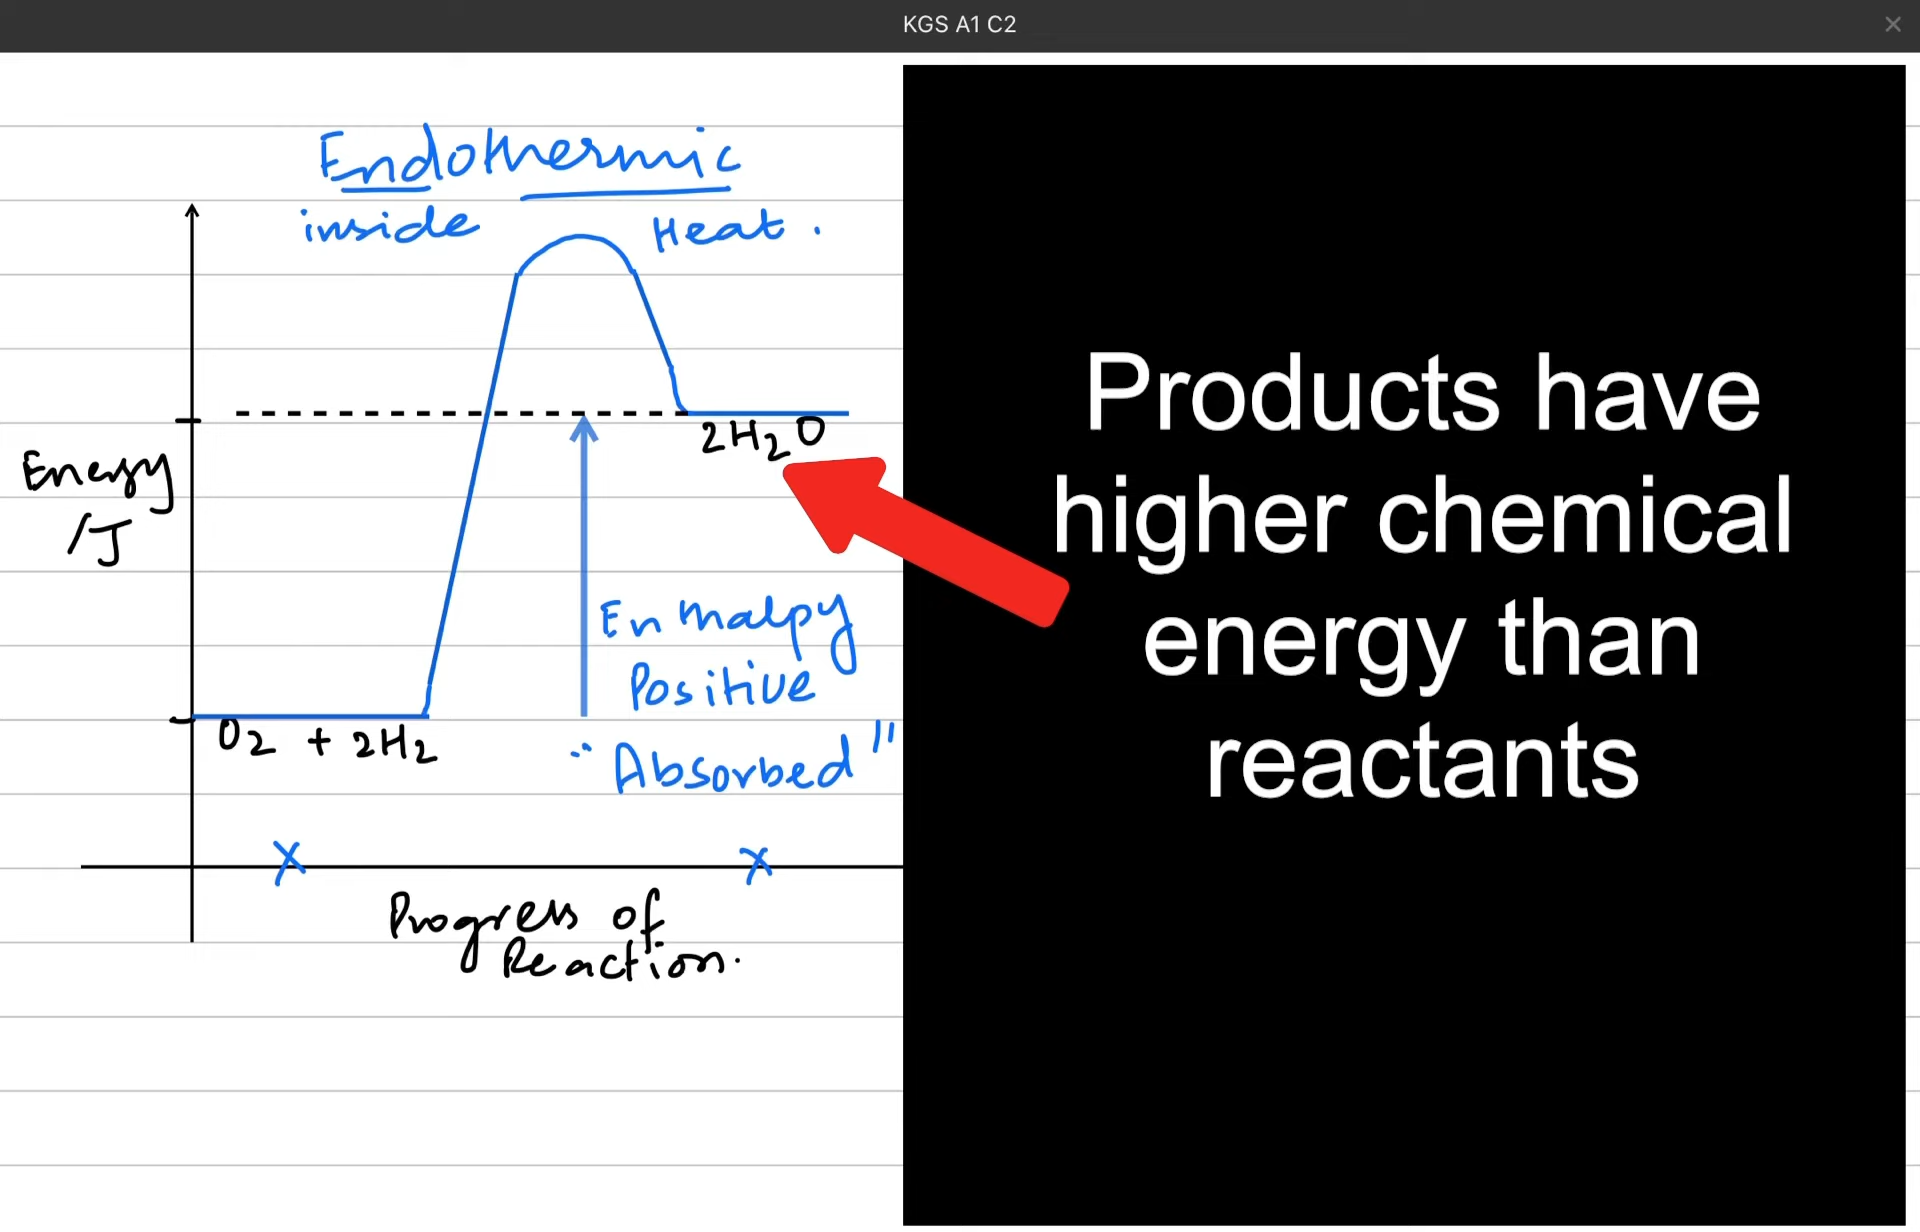 KGS A1 C2
Endothermic
inside Heat.
Energy
/J
2H2O
Enthalpy
Positive
"Absorbed"
O2 + 2H2
Progress of
Reaction.
Products have
higher chemical
energy than
reactants